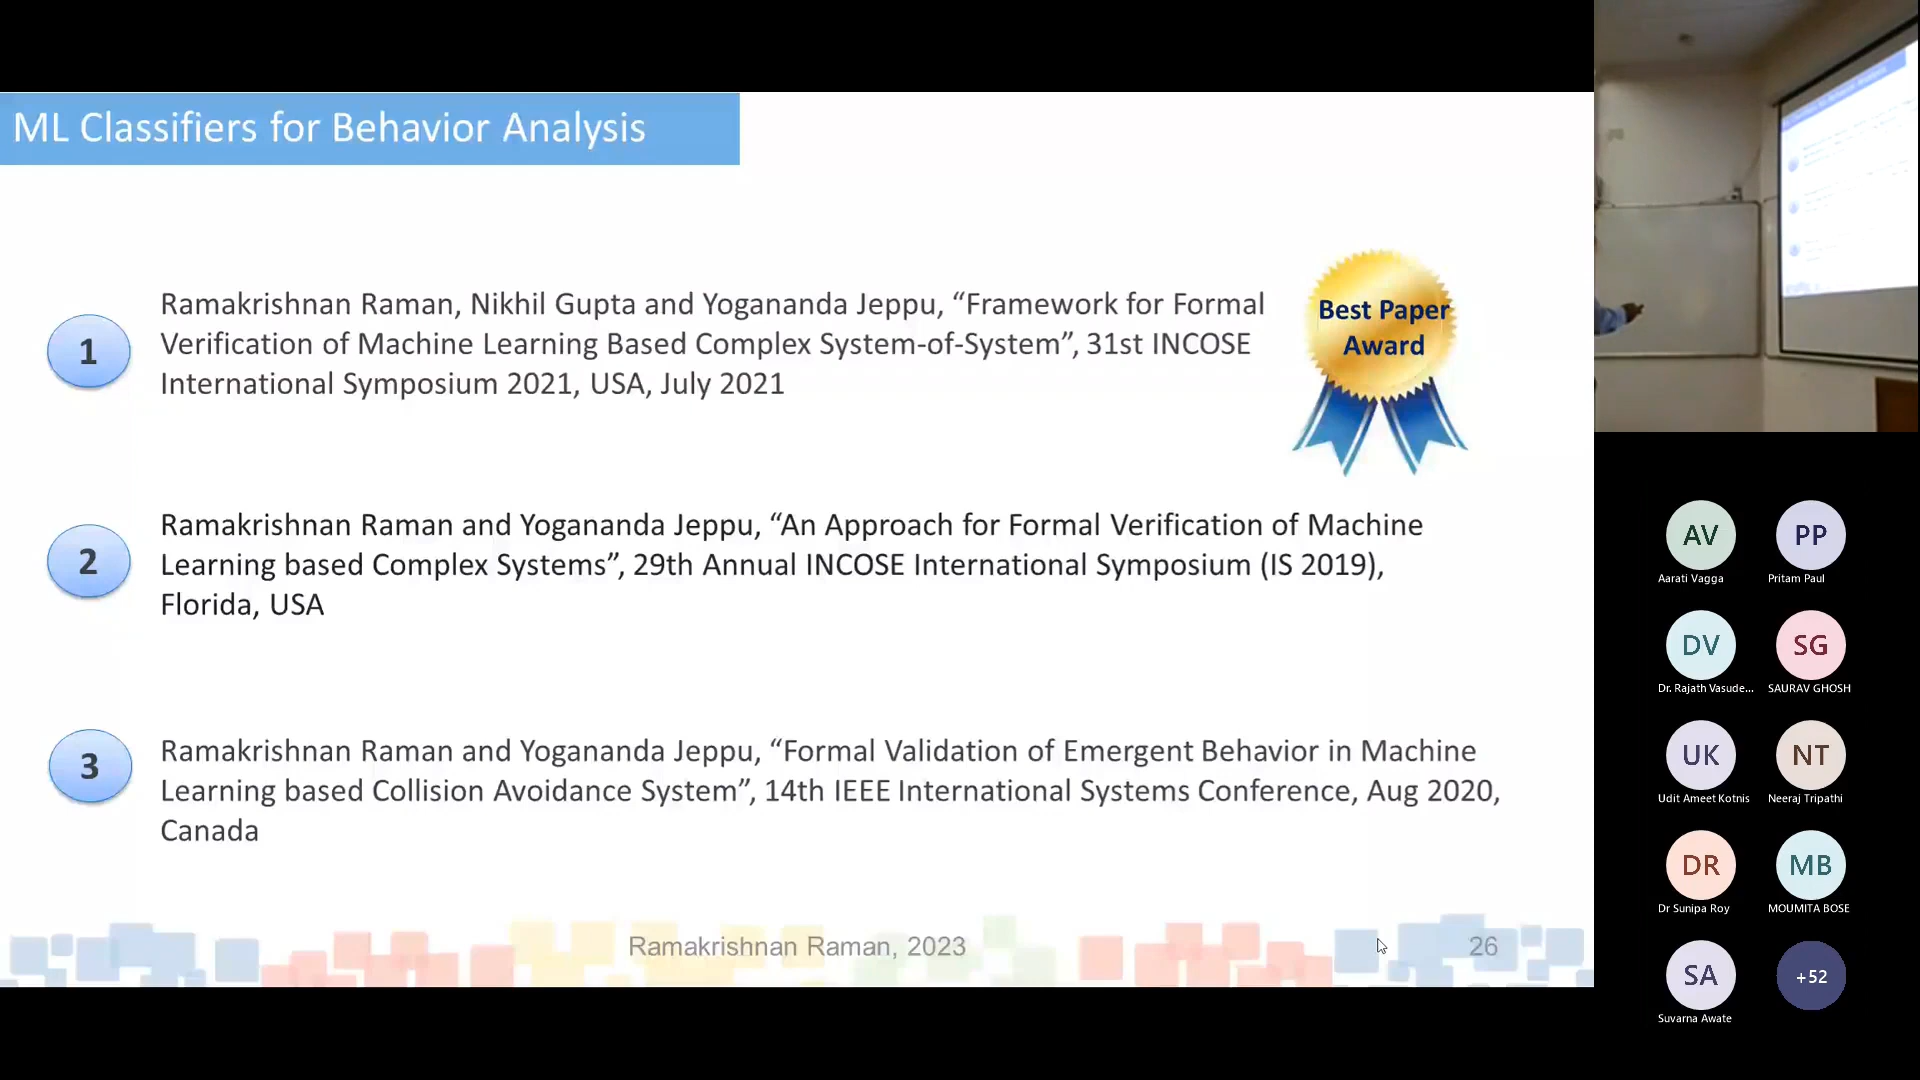 ML Classifiers for Behavior Analysis
1
Ramakrishnan Raman, Nikhil Gupta and Yogananda Jeppu, “Framework for Formal
Verification of Machine Learning Based Complex System-of-System”, 31st INCOSE
International Symposium 2021, USA, July 2021
Best Paper
Award
2
Ramakrishnan Raman and Yogananda Jeppu, “An Approach for Formal Verification of Machine
Learning based Complex Systems”, 29th Annual INCOSE International Symposium (IS 2019),
Florida, USA
3
Ramakrishnan Raman and Yogananda Jeppu, “Formal Validation of Emergent Behavior in Machine
Learning based Collision Avoidance System”, 14th IEEE International Systems Conference, Aug 2020,
Canada
Ramakrishnan Raman, 2023
26
AV
Aarati Vagga
PP
Pritam Paul
DV
Dr. Rajath Vasude...
SG
SAURAV GHOSH
UK
Udit Ameet Kotnis
NT
Neeraj Tripathi
DR
Dr Sunipa Roy
MB
MOUMITA BOSE
SA
Suvarna Awate
+52